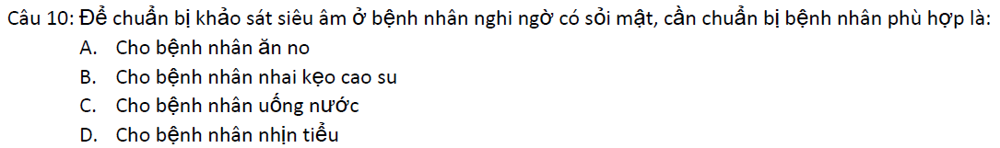 Câu 10: Để chuẩn bị khảo sát siêu âm ở bệnh nhân nghi ngờ có sỏi mật, cần chuẩn bị bệnh nhân phù hợp là:
A. Cho bệnh nhân ăn no
B. Cho bệnh nhân nhai kẹo cao su
C. Cho bệnh nhân uống nước
D. Cho bệnh nhân nhịn tiểu